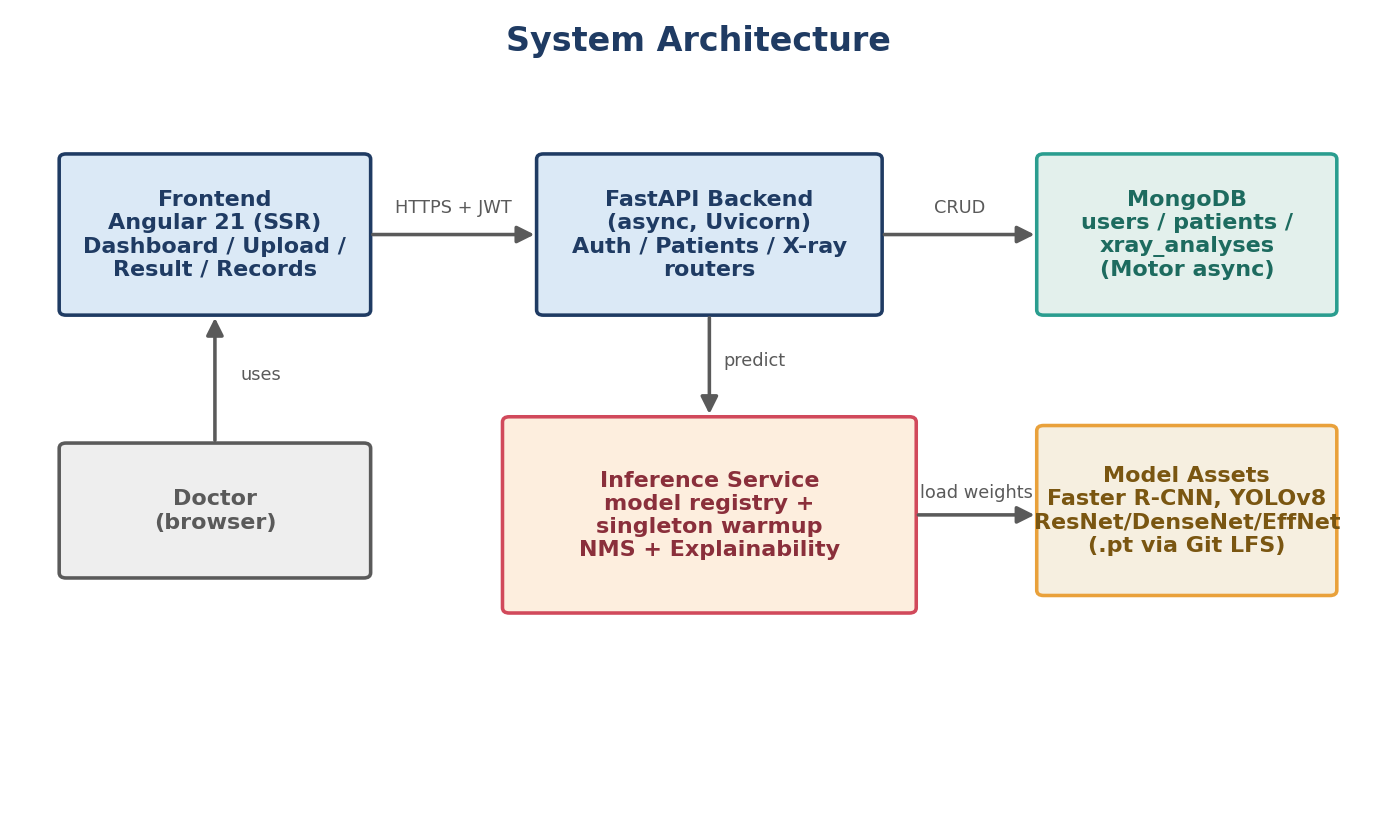 System Architecture
Frontend
Angular 21 (SSR)
Dashboard / Upload /
Result / Records
HTTPS + JWT
FastAPI Backend
(async, Uvicorn)
Auth / Patients / X-ray
routers
CRUD
MongoDB
users / patients /
xray_analyses
(Motor async)
uses
predict
Doctor
(browser)
Inference Service
model registry +
singleton warmup
NMS + Explainability
load weights
Model Assets
Faster R-CNN, YOLOv8
ResNet/DenseNet/EffNet
(.pt via Git LFS)